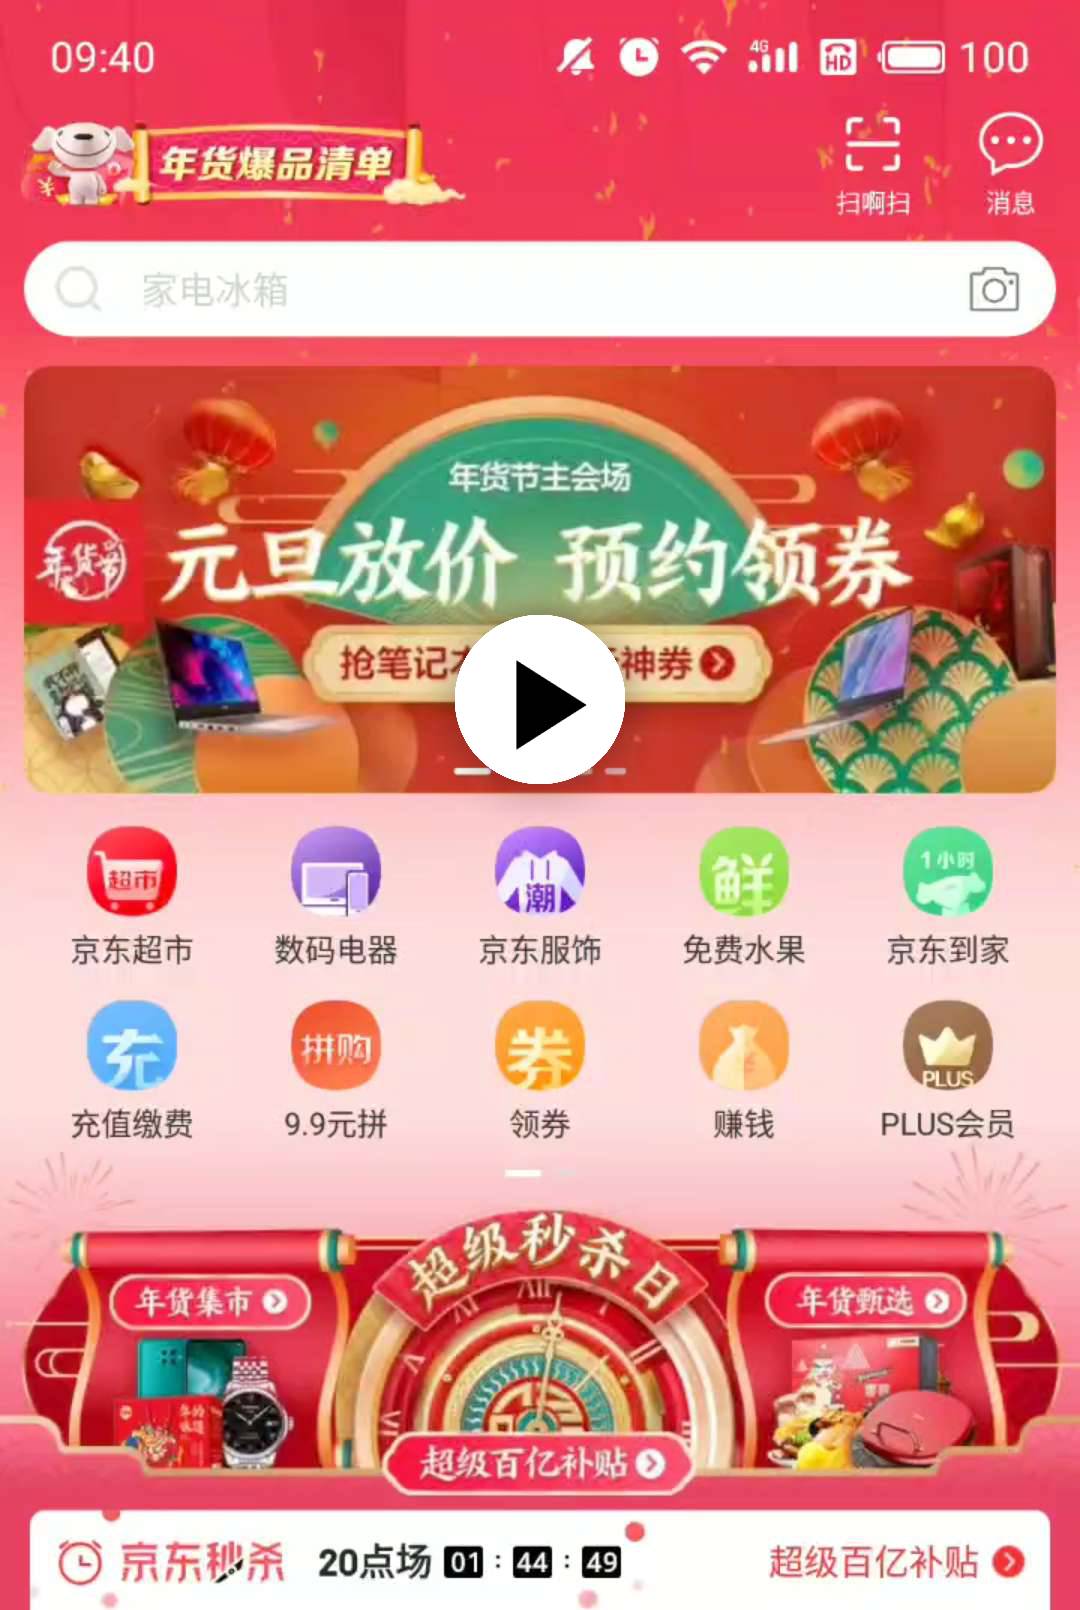 09:40
4G
HD
100
年货爆品清单
扫啊扫
消息
家电冰箱
年货节主会场
年货节
元旦放价 预约领券
抢笔记
神券
超市
潮
鲜
1小时
京东超市
数码电器
京东服饰
免费水果
京东到家
充
拼购
券
PLUS
充值缴费
9.9元拼
领券
赚钱
PLUS会员
超级秒杀日
年货集市
年货甄选
超级百亿补贴
京东秒杀
20点场 01 : 44 : 49
超级百亿补贴